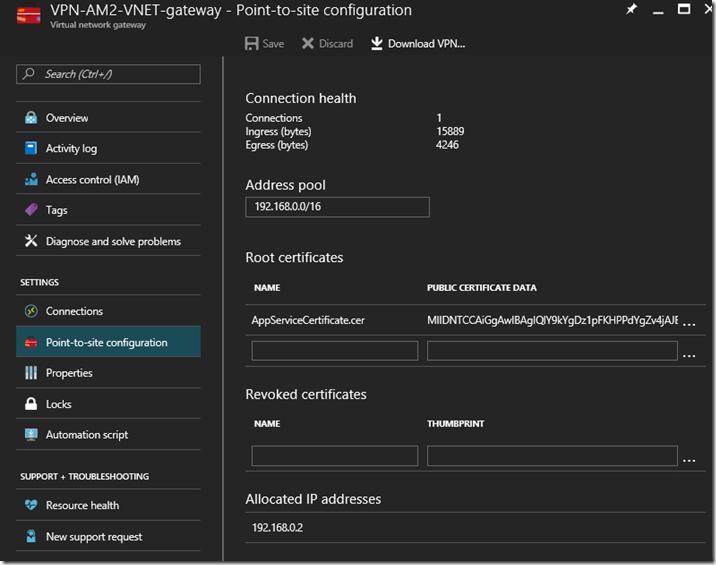 VPN-AM2-VNET-gateway - Point-to-site configuration
Virtual network gateway
Save Discard Download VPN...
Search (Ctrl+/)
Overview
Activity log
Access control (IAM)
Tags
Diagnose and solve problems
SETTINGS
Connections
Point-to-site configuration
Properties
Locks
Automation script
SUPPORT + TROUBLESHOOTING
Resource health
New support request
Connection health
Connections 1
Ingress (bytes) 15889
Egress (bytes) 4246
Address pool
192.168.0.0/16
Root certificates
NAME PUBLIC CERTIFICATE DATA
AppServiceCertificate.cer ...
...
Revoked certificates
NAME THUMBPRINT
...
Allocated IP addresses
192.168.0.2